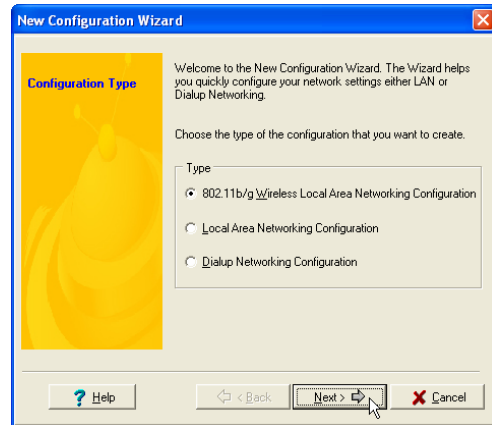 New Configuration Wizard
Configuration Type
Welcome to the New Configuration Wizard. The Wizard helps
you quickly configure your network settings either LAN or
Dialup Networking.
Choose the type of the configuration that you want to create.
Type
802.11b/g Wireless Local Area Networking Configuration
Local Area Networking Configuration
Dialup Networking Configuration
? Help
< Back
Next >
Cancel